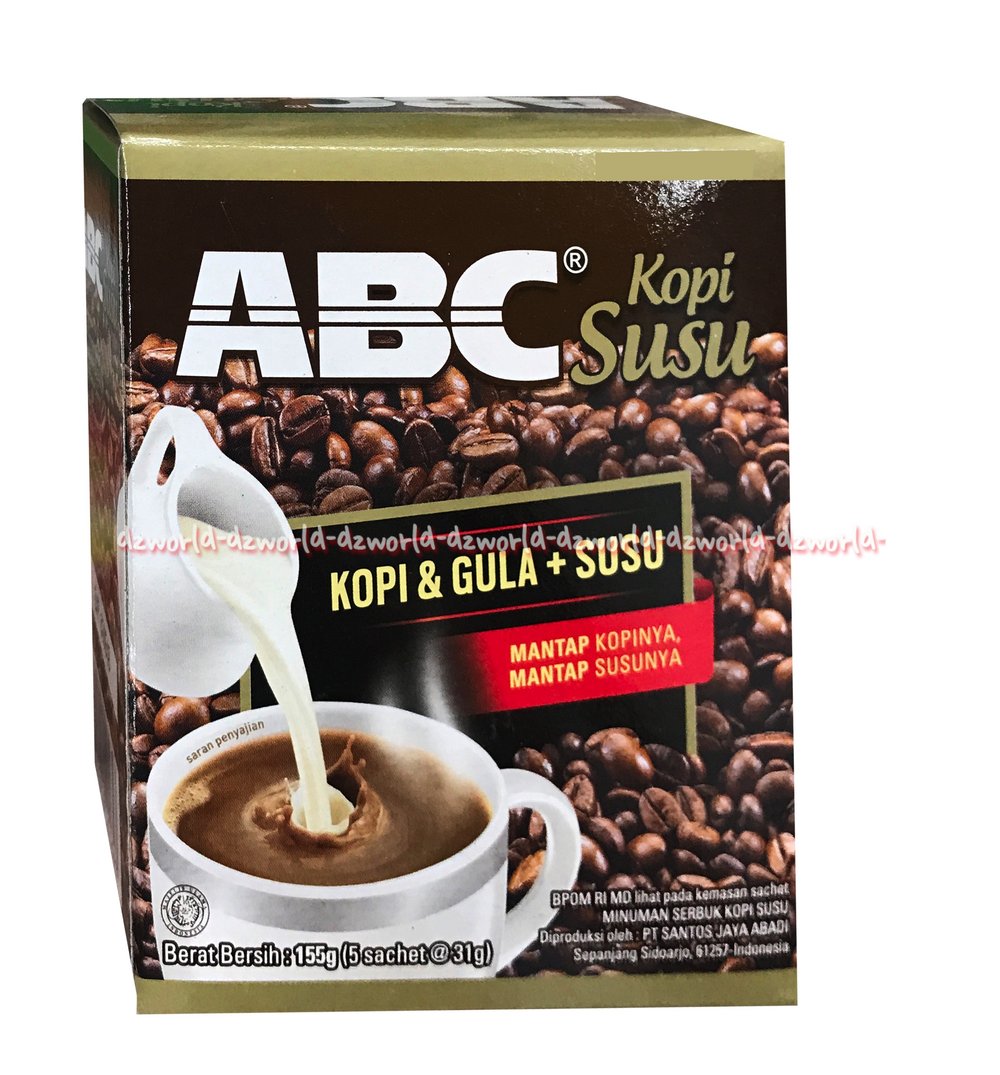 ABC®
Kopi
Susu
dzworld-dzworld-dzworld-dzworld-dzworld-dzworld-dzworld-
KOPI & GULA + SUSU
MANTAP KOPINYA,
MANTAP SUSUNYA
saran penyajian
BPOM RI MD lihat pada kemasan sachet
MINUMAN SERBUK KOPI SUSU
Diproduksi oleh : PT SANTOS JAYA ABADI
Sepanjang Sidoarjo, 61257-Indonesia
Berat Bersih : 155g (5 sachet @ 31g)